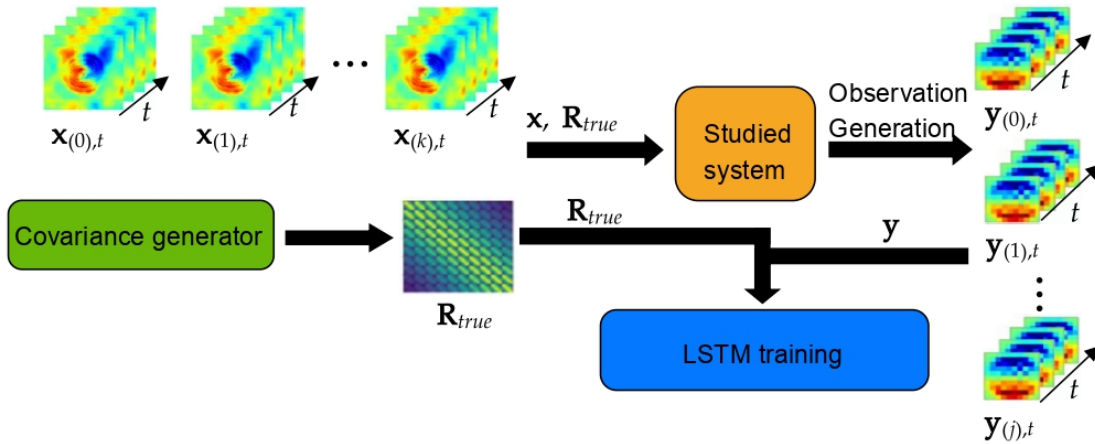 t
t
...
t
x(0),t
x(1),t
x(k),t
x, Rtrue
Studied
system
Observation
Generation
y(0),t
t
Covariance generator
Rtrue
Rtrue
y
y(1),t
t
LSTM training
t
y(j),t